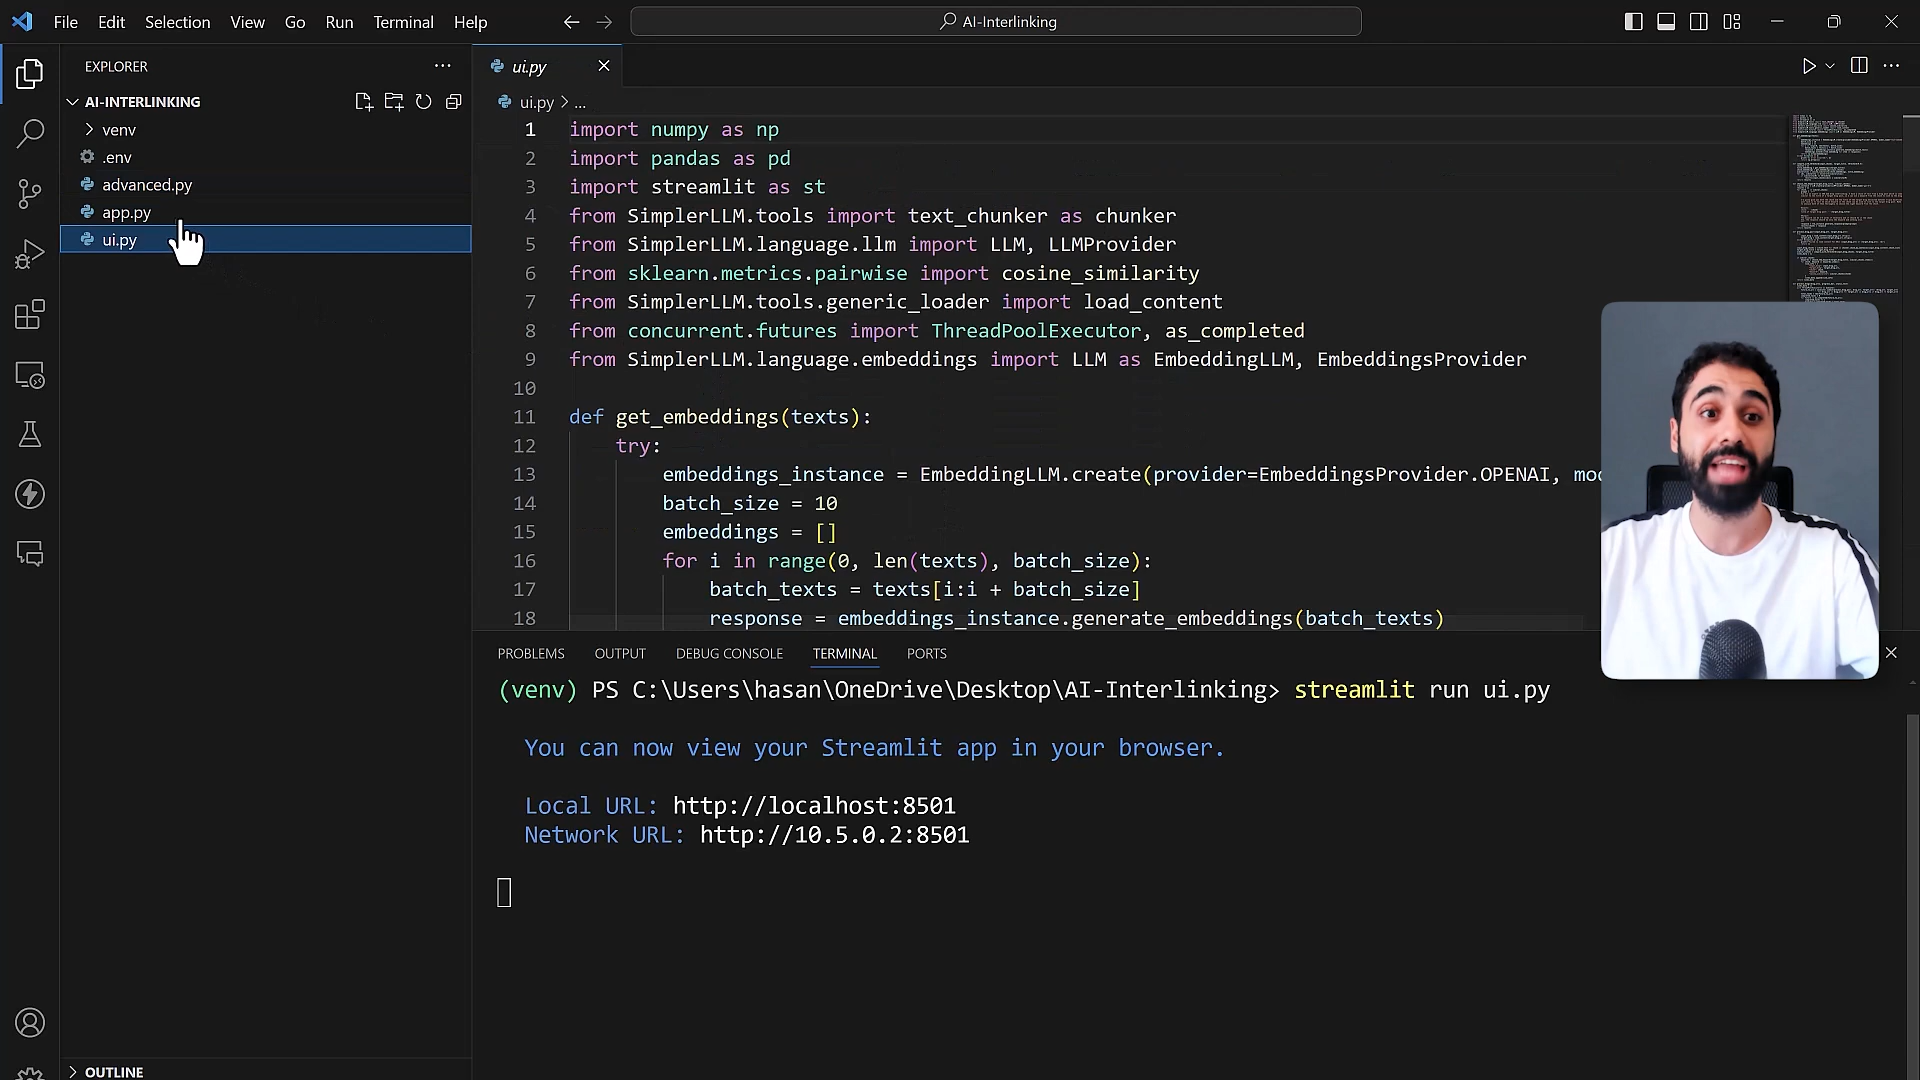 File Edit Selection View Go Run Terminal Help
AI-Interlinking
EXPLORER
AI-INTERLINKING
venv
.env
advanced.py
app.py
ui.py
OUTLINE
ui.py
ui.py > ...
1 import numpy as np
2 import pandas as pd
3 import streamlit as st
4 from SimplerLLM.tools import text_chunker as chunker
5 from SimplerLLM.language.llm import LLM, LLMProvider
6 from sklearn.metrics.pairwise import cosine_similarity
7 from SimplerLLM.tools.generic_loader import load_content
8 from concurrent.futures import ThreadPoolExecutor, as_completed
9 from SimplerLLM.language.embeddings import LLM as EmbeddingLLM, EmbeddingsProvider
10
11 def get_embeddings(texts):
12 try:
13 embeddings_instance = EmbeddingLLM.create(provider=EmbeddingsProvider.OPENAI, mo
14 batch_size = 10
15 embeddings = []
16 for i in range(0, len(texts), batch_size):
17 batch_texts = texts[i:i + batch_size]
18 response = embeddings_instance.generate_embeddings(batch_texts)
PROBLEMS OUTPUT DEBUG CONSOLE TERMINAL PORTS
(venv) PS C:\Users\hasan\OneDrive\Desktop\AI-Interlinking> streamlit run ui.py
You can now view your Streamlit app in your browser.
Local URL: http://localhost:8501
Network URL: http://10.5.0.2:8501